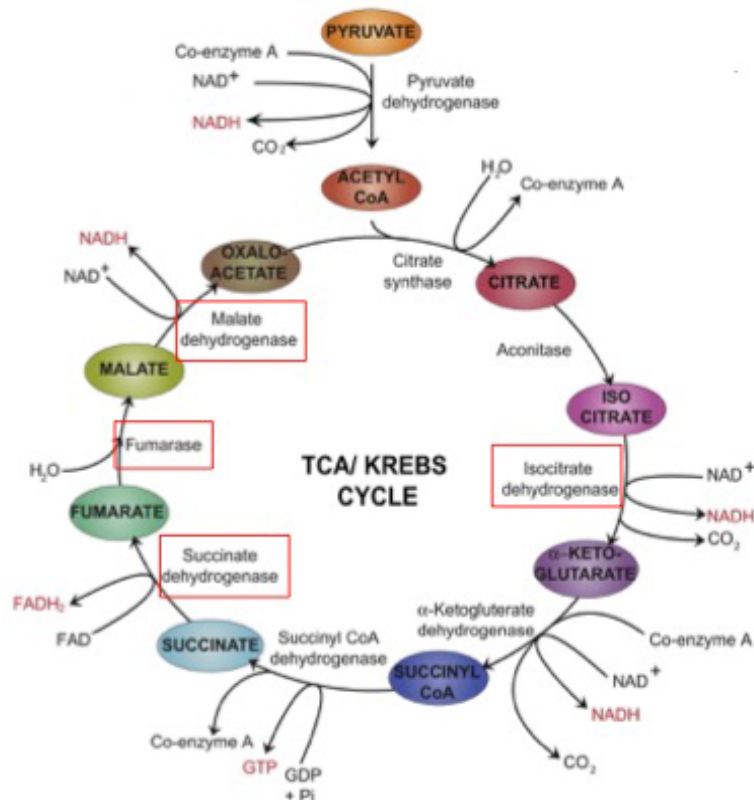 PYRUVATE
Co-enzyme A
NAD+
NADH
CO2
Pyruvate
dehydrogenase
ACETYL
CoA
H2O
Co-enzyme A
NADH
NAD+
OXALO-
ACETATE
Citrate
synthase
CITRATE
Malate
dehydrogenase
Aconitase
MALATE
ISO
CITRATE
Fumarase
H2O
TCA/ KREBS
CYCLE
Isocitrate
dehydrogenase
NAD+
NADH
CO2
FUMARATE
α-KETO-
GLUTARATE
Succinate
dehydrogenase
FADH2
FAD
SUCCINATE
Succinyl CoA
dehydrogenase
α-Ketogluterate
dehydrogenase
SUCCINYL
CoA
Co-enzyme A
NAD+
NADH
CO2
Co-enzyme A
GTP
GDP
+ Pi